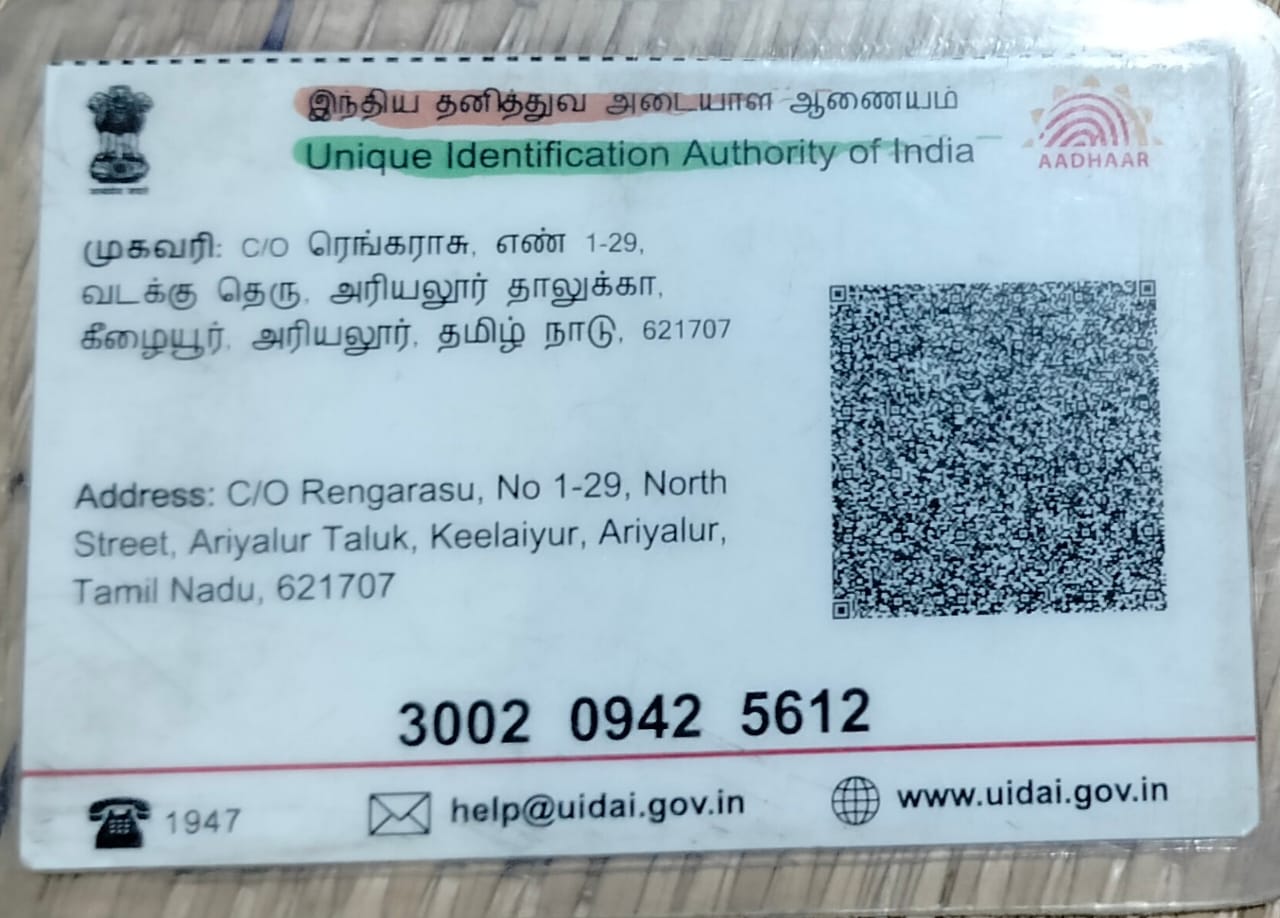 இந்திய தனித்துவ அடையாள ஆணையம்
Unique Identification Authority of India
AADHAAR
முகவரி: C/O ரெங்கராசு, எண் 1-29,
வடக்கு தெரு, அரியலூர் தாலுக்கா,
கீழையூர், அரியலூர், தமிழ் நாடு, 621707
Address: C/O Rengarasu, No 1-29, North
Street, Ariyalur Taluk, Keelaiyur, Ariyalur,
Tamil Nadu, 621707
3002 0942 5612
1947
help@uidai.gov.in
www.uidai.gov.in